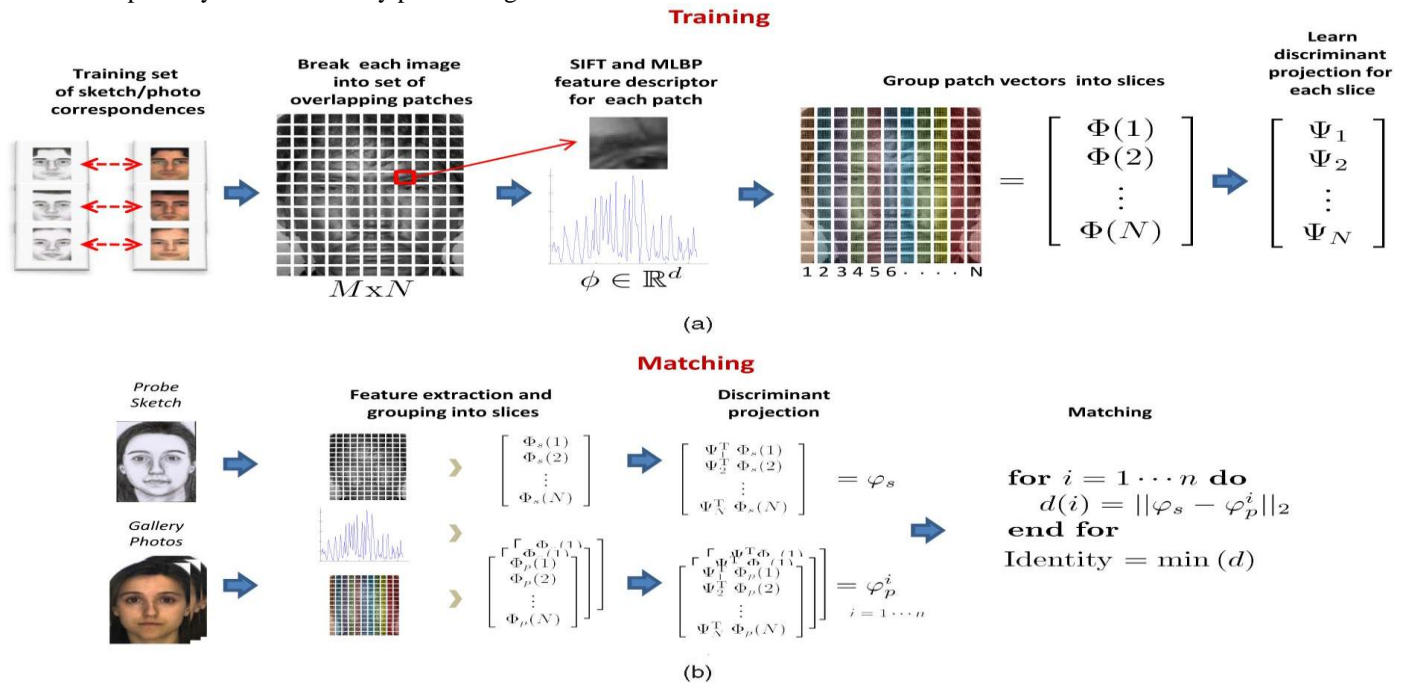 Training
Training set
of sketch/photo
correspondences
Break each image
into set of
overlapping patches
M x N
SIFT and MLBP
feature descriptor
for each patch
ϕ ∈ ℝ^d
Group patch vectors into slices
1 2 3 4 5 6 · · · · · N
=
Φ(1)
Φ(2)
⋮
Φ(N)
Learn
discriminant
projection for
each slice
Ψ_1
Ψ_2
⋮
Ψ_N
(a)
Matching
Probe
Sketch
Gallery
Photos
Feature extraction and
grouping into slices
Φ_s(1)
Φ_s(2)
⋮
Φ_s(N)
Φ_p(1)
Φ_p(2)
⋮
Φ_p(N)
Discriminant
projection
Ψ_1^T Φ_s(1)
Ψ_2^T Φ_s(2)
⋮
Ψ_N^T Φ_s(N)
= φ_s
Ψ_1^T Φ_p(1)
Ψ_2^T Φ_p(2)
⋮
Ψ_N^T Φ_p(N)
= φ_p^i
i = 1 ⋯ n
Matching
for i = 1 ⋯ n do
d(i) = ||φ_s − φ_p^i||_2
end for
Identity = min (d)
(b)